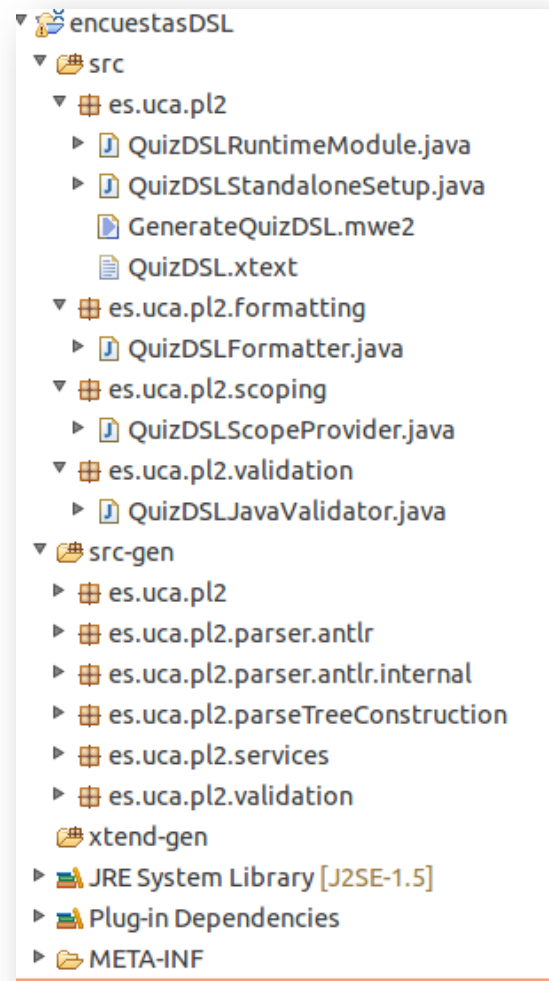 encuestasDSL
src
es.uca.pl2
QuizDSLRuntimeModule.java
QuizDSLStandaloneSetup.java
GenerateQuizDSL.mwe2
QuizDSL.xtext
es.uca.pl2.formatting
QuizDSLFormatter.java
es.uca.pl2.scoping
QuizDSLScopeProvider.java
es.uca.pl2.validation
QuizDSLJavaValidator.java
src-gen
es.uca.pl2
es.uca.pl2.parser.antlr
es.uca.pl2.parser.antlr.internal
es.uca.pl2.parseTreeConstruction
es.uca.pl2.services
es.uca.pl2.validation
xtend-gen
JRE System Library [J2SE-1.5]
Plug-in Dependencies
META-INF